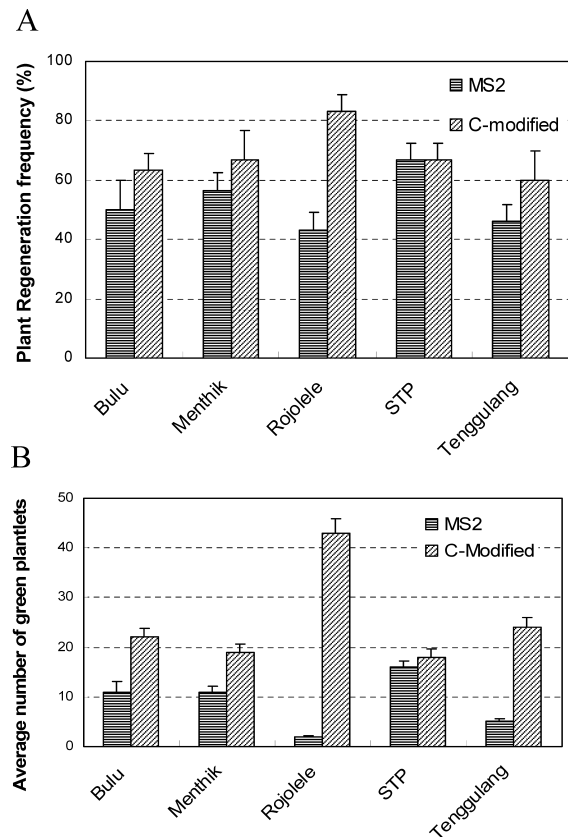 A
Plant Regeneration frequency (%)
100
80
60
40
20
0
MS2
C-modified
Bulu
Menthik
Rojolele
STP
Tenggulang
B
Average number of green plantlets
50
40
30
20
10
0
MS2
C-Modified
Bulu
Menthik
Rojolele
STP
Tenggulang